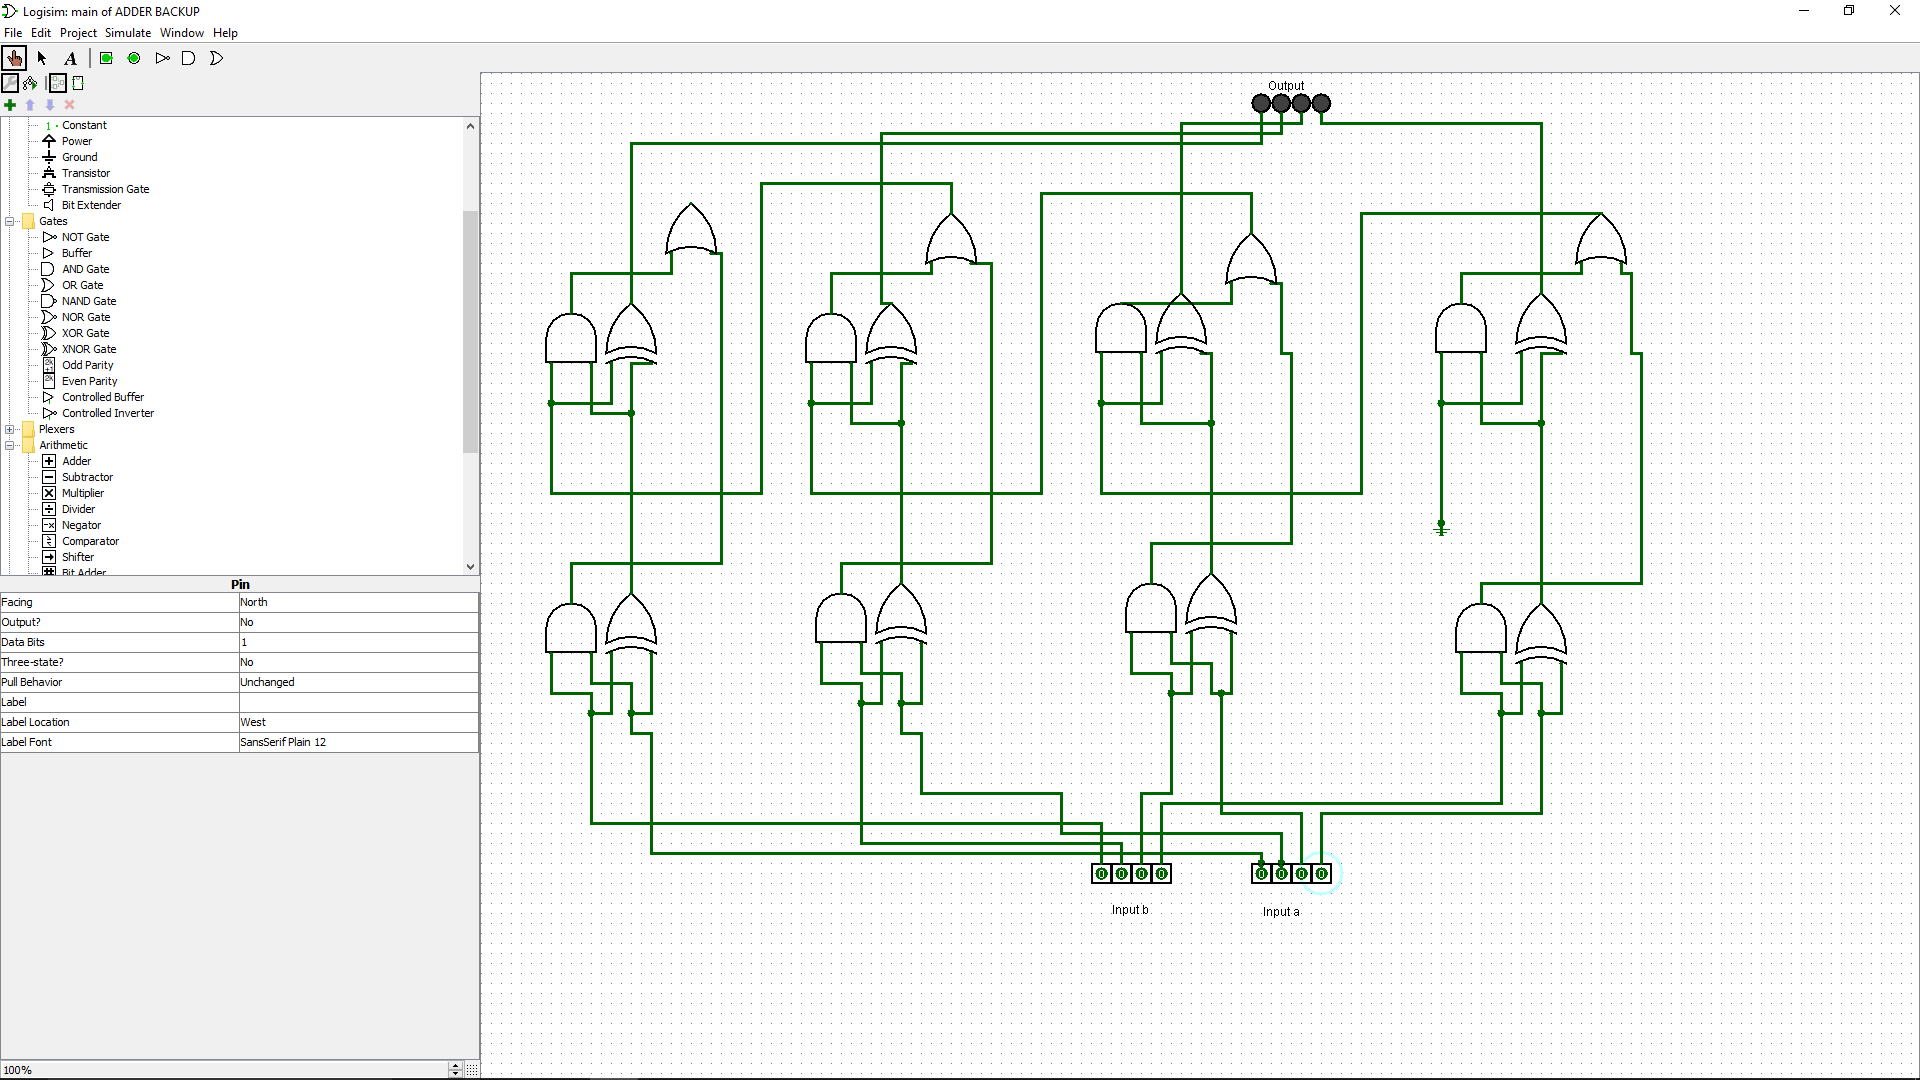 Logisim: main of ADDER BACKUP
File Edit Project Simulate Window Help
A
1 Constant
Power
Ground
Transistor
Transmission Gate
Bit Extender
Gates
NOT Gate
Buffer
AND Gate
OR Gate
NAND Gate
NOR Gate
XOR Gate
XNOR Gate
Odd Parity
Even Parity
Controlled Buffer
Controlled Inverter
Plexers
Arithmetic
Adder
Subtractor
Multiplier
Divider
Negator
Comparator
Shifter
Bit Adder
Pin
Facing North
Output? No
Data Bits 1
Three-state? No
Pull Behavior Unchanged
Label
Label Location West
Label Font SansSerif Plain 12
100%
Output
0 0 0 0 0 0 0 0
Input b Input a